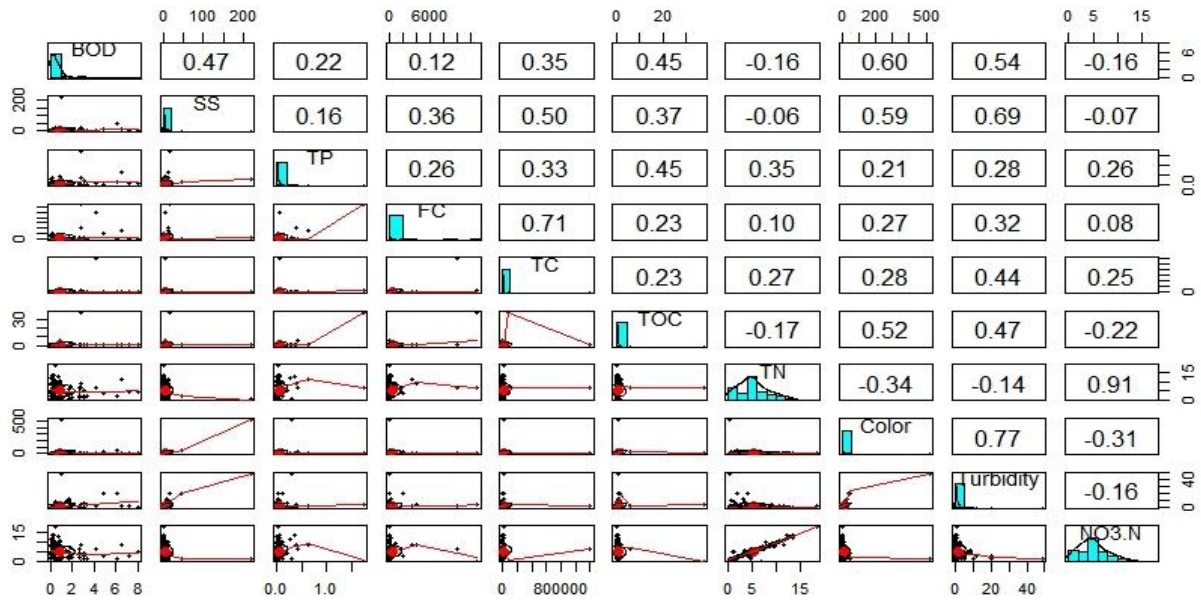 0 100 200 0 6000 0 20 0 200 500 0 5 15
BOD 0.47 0.22 0.12 0.35 0.45 -0.16 0.60 0.54 -0.16 0 6
0 200 SS 0.16 0.36 0.50 0.37 -0.06 0.59 0.69 -0.07
TP 0.26 0.33 0.45 0.35 0.21 0.28 0.26 0.0
0 FC 0.71 0.23 0.10 0.27 0.32 0.08
TC 0.23 0.27 0.28 0.44 0.25 0
0 30 TOC -0.17 0.52 0.47 -0.22
TN -0.34 -0.14 0.91 0 15
0 500 Color 0.77 -0.31
urbidity -0.16 0 40
0 15 NO3.N
0 2 4 6 8 0.0 1.0 0 800000 0 5 15 0 20 40